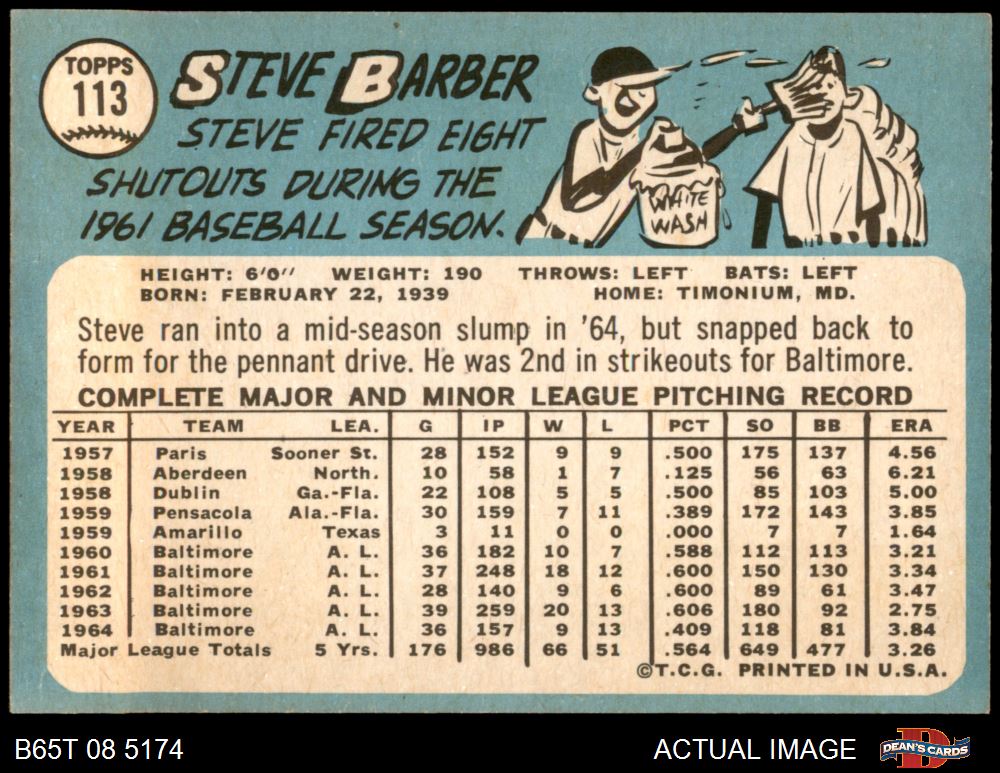 TOPPS
113
STEVE BARBER
STEVE FIRED EIGHT
SHUTOUTS DURING THE
1961 BASEBALL SEASON.
WHITE
WASH
HEIGHT: 6'0" WEIGHT: 190 THROWS: LEFT BATS: LEFT
BORN: FEBRUARY 22, 1939 HOME: TIMONIUM, MD.
Steve ran into a mid-season slump in '64, but snapped back to
form for the pennant drive. He was 2nd in strikeouts for Baltimore.
COMPLETE MAJOR AND MINOR LEAGUE PITCHING RECORD
YEAR TEAM LEA. G IP W L PCT SO BB ERA
1957 Paris Sooner St. 28 152 9 9 .500 175 137 4.56
1958 Aberdeen North. 10 58 1 7 .125 56 63 6.21
1958 Dublin Ga.-Fla. 22 108 5 5 .500 85 103 5.00
1959 Pensacola Ala.-Fla. 30 159 7 11 .389 172 143 3.85
1959 Amarillo Texas 3 11 0 0 .000 7 7 1.64
1960 Baltimore A. L. 36 182 10 7 .588 112 113 3.21
1961 Baltimore A. L. 37 248 18 12 .600 150 130 3.34
1962 Baltimore A. L. 28 140 9 6 .600 89 61 3.47
1963 Baltimore A. L. 39 259 20 13 .606 180 92 2.75
1964 Baltimore A. L. 36 157 9 13 .409 118 81 3.84
Major League Totals 5 Yrs. 176 986 66 51 .564 649 477 3.26
©T.C.G. PRINTED IN U.S.A.
B65T 08 5174 ACTUAL IMAGE DEAN'S CARDS